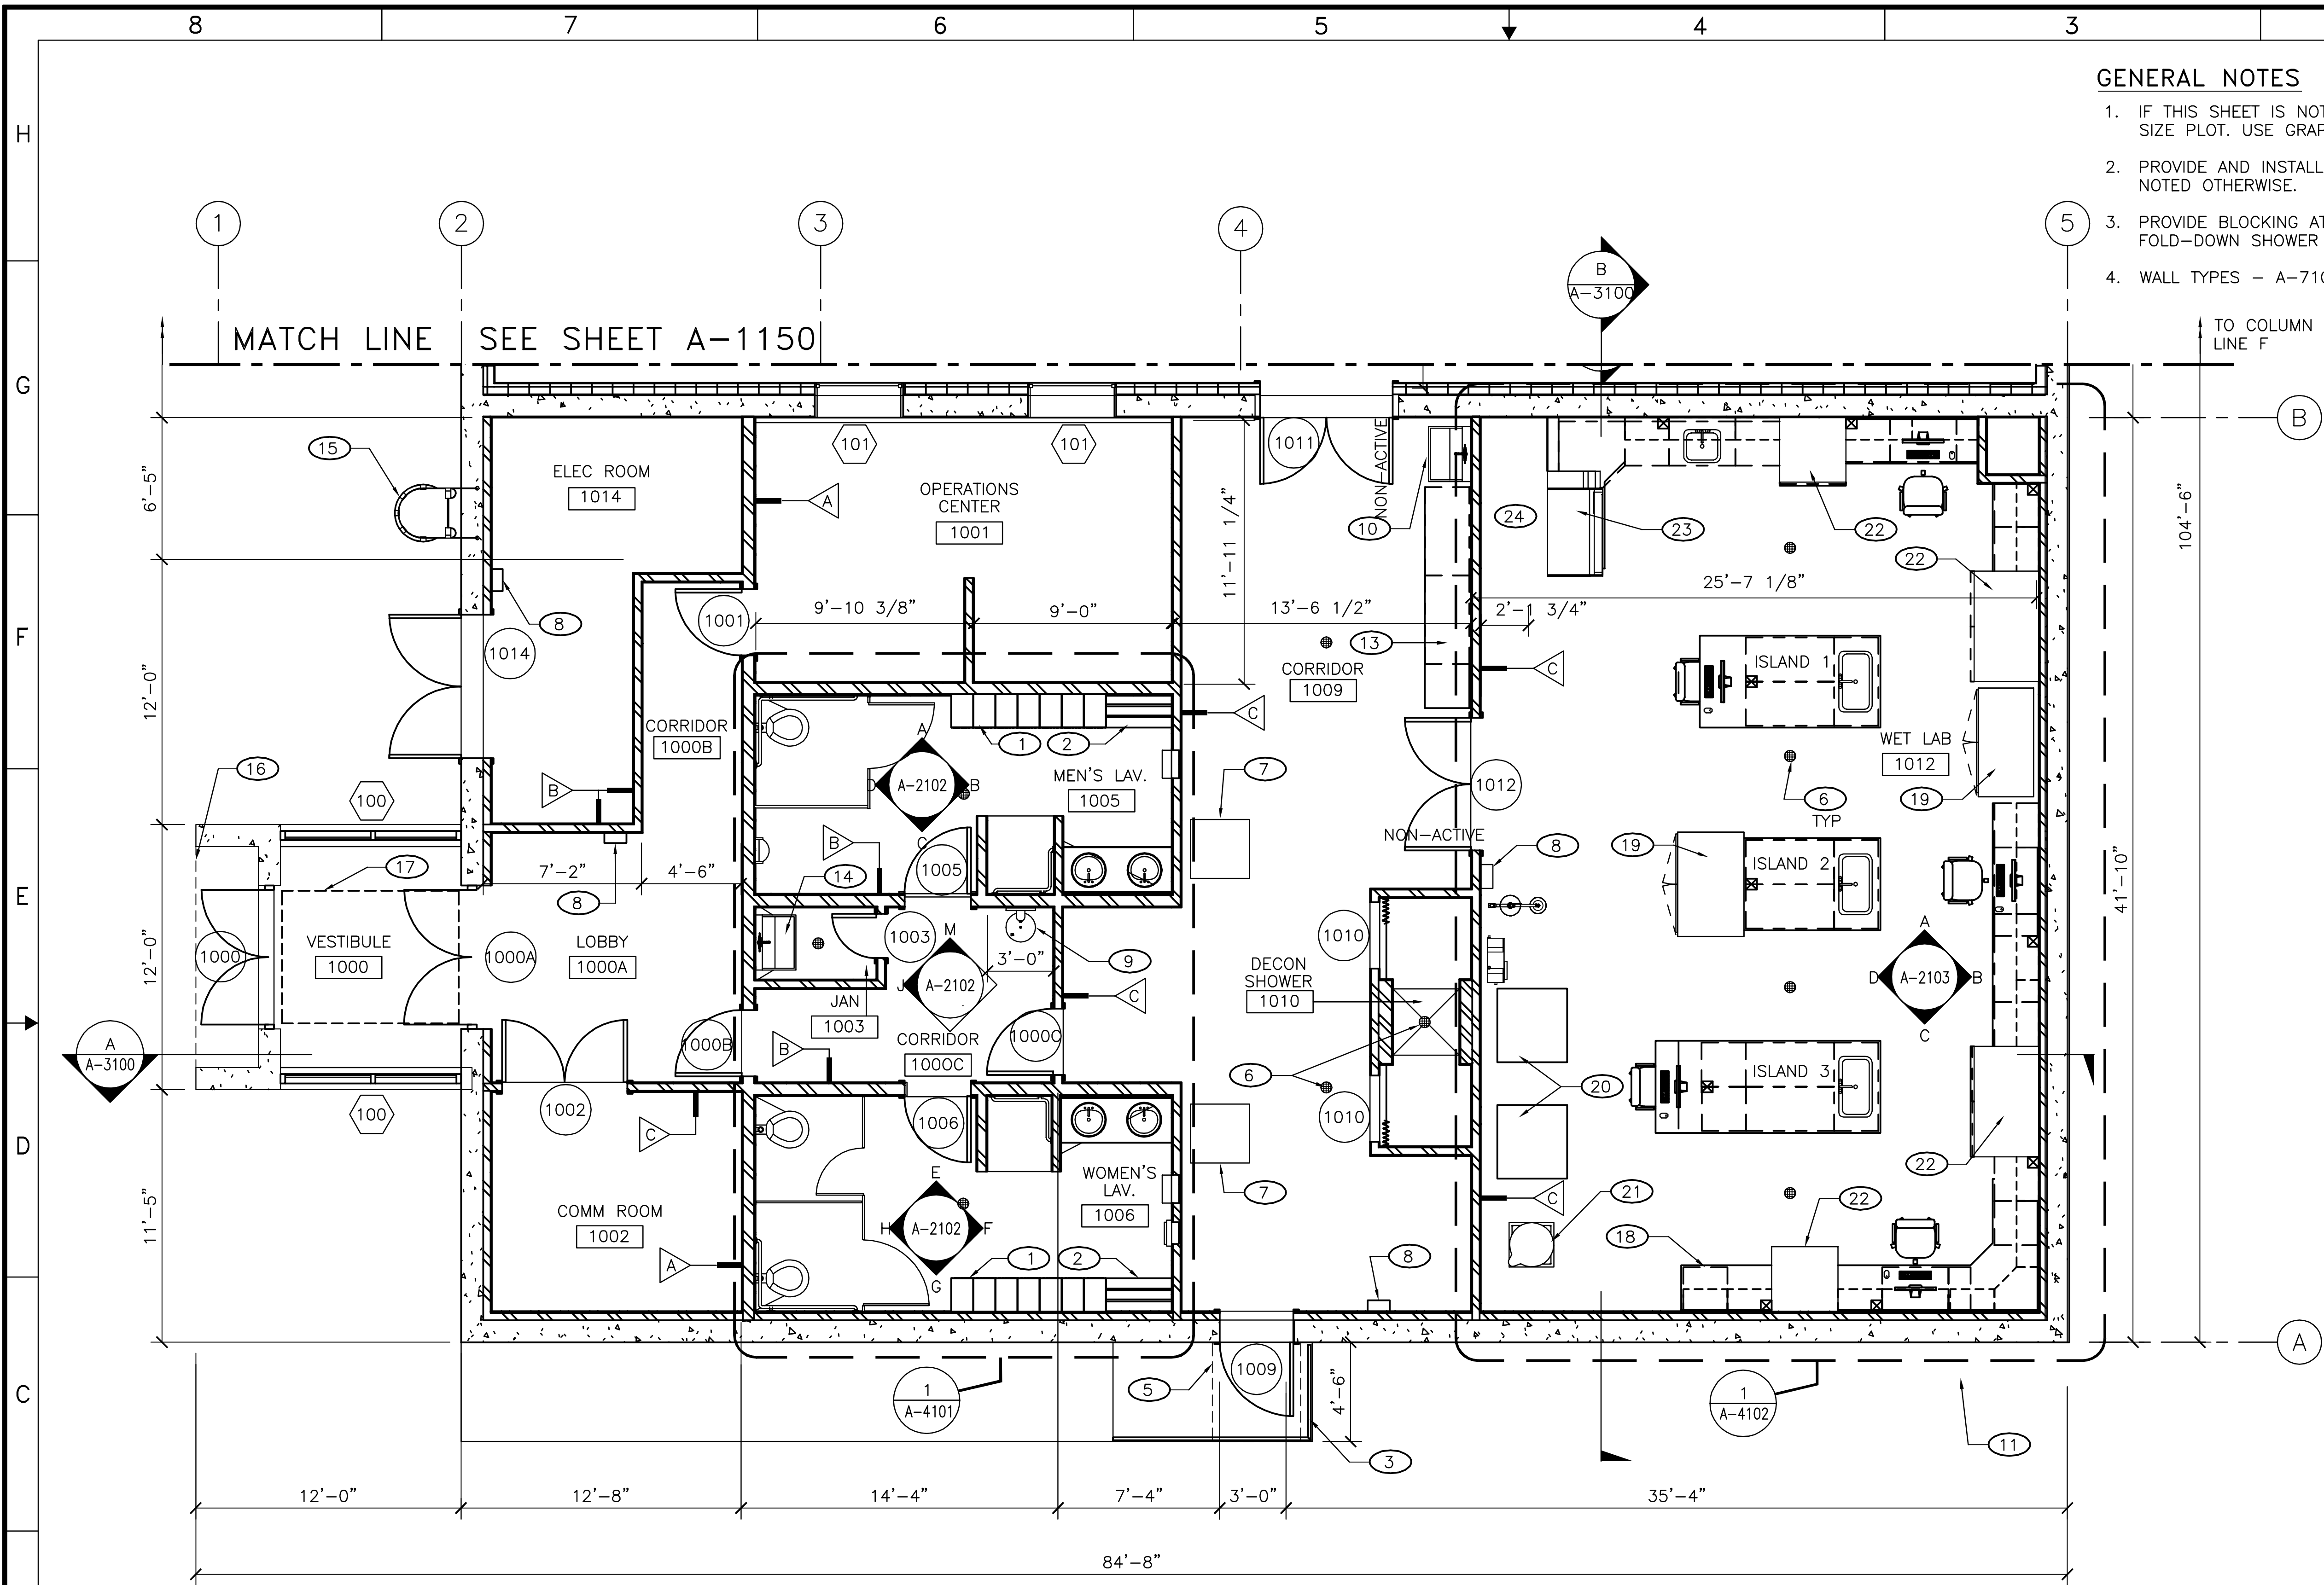 8
7
6
5
4
3
H
G
F
E
D
C
GENERAL NOTES
1. IF THIS SHEET IS
SIZE PLOT. USE
2. PROVIDE AND INSTALL
NOTED OTHERWISE.
3. PROVIDE BLOCKING
FOLD-DOWN SHOWER
4. WALL TYPES -
1
2
3
4
5
B
A-3100
MATCH LINE SEE SHEET A-1150
TO COLUMN
LINE F
B
15
ELEC ROOM
1014
101
101
A
OPERATIONS
CENTER
1001
1011
NON-ACTIVE
10
24
23
22
22
6'-5"
11'-11 1/4"
104'-6"
8
1014
1001
9'-10 3/8"
9'-0"
13'-6 1/2"
2'-1 3/4"
25'-7 1/8"
13
CORRIDOR
1009
C
C
ISLAND 1
12'-0"
CORRIDOR
1000B
1
2
A
D
A-2102
B
C
MEN'S LAV.
1005
7
1012
WET LAB
1012
16
100
B
6
TYP
19
17
7'-2"
4'-6"
B
14
1005
NON-ACTIVE
8
19
ISLAND 2
8
41'-10"
12'-0"
1000
VESTIBULE
1000
1000A
LOBBY
1000A
1003
M
J
A-2102
3'-0"
9
1010
DECON
SHOWER
1010
A
D
A-2103
B
C
C
JAN
1003
A
A-3100
1000B
B
CORRIDOR
1000C
1000C
6
20
ISLAND 3
100
1002
C
1006
1010
E
H
A-2102
F
G
WOMEN'S
LAV.
1006
7
22
COMM ROOM
1002
A
1
2
C
21
18
22
8
11'-5"
A
1
A-4101
5
1009
4'-6"
3
1
A-4102
11
12'-0"
12'-8"
14'-4"
7'-4"
3'-0"
35'-4"
84'-8"